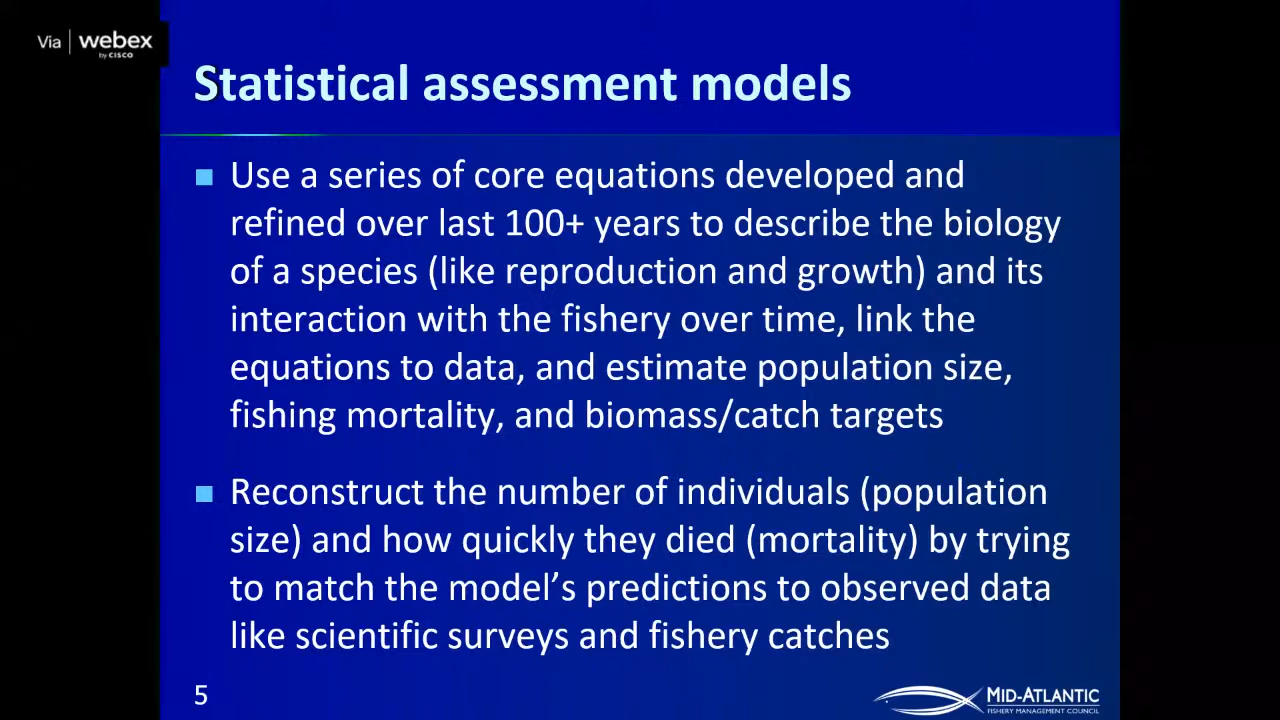 Via webex
by CISCO
Statistical assessment models
Use a series of core equations developed and
refined over last 100+ years to describe the biology
of a species (like reproduction and growth) and its
interaction with the fishery over time, link the
equations to data, and estimate population size,
fishing mortality, and biomass/catch targets
Reconstruct the number of individuals (population
size) and how quickly they died (mortality) by trying
to match the model’s predictions to observed data
like scientific surveys and fishery catches
5
MID-ATLANTIC
FISHERY MANAGEMENT COUNCIL